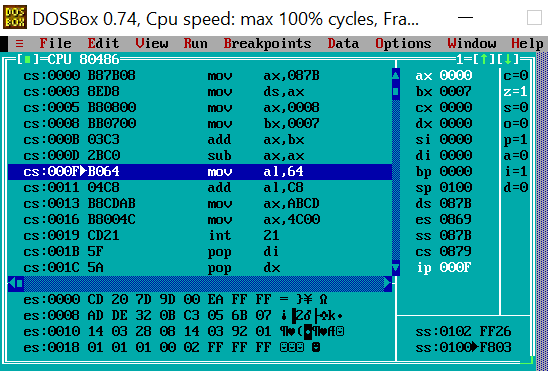 DOS BOX DOSBox 0.74, Cpu speed: max 100% cycles, Fra...
≡ File Edit View Run Breakpoints Data Options Window Help
[■]=CPU 80486 1=[↑][↓]
cs:0000 B87B08 mov ax,087B ax 0000 c=0
cs:0003 8ED8 mov ds,ax bx 0007 z=1
cs:0005 B80800 mov ax,0008 cx 0000 s=0
cs:0008 BB0700 mov bx,0007 dx 0000 o=0
cs:000B 03C3 add ax,bx si 0000 p=1
cs:000D 2BC0 sub ax,ax di 0000 a=0
cs:000F►B064 mov al,64 bp 0000 i=1
cs:0011 04C8 add al,C8 sp 0100 d=0
cs:0013 B8CDAB mov ax,ABCD ds 087B
cs:0016 B8004C mov ax,4C00 es 0869
cs:0019 CD21 int 21 ss 087B
cs:001B 5F pop di cs 0879
cs:001C 5A pop dx ip 000F
es:0000 CD 20 7D 9D 00 EA FF FF = }¥ Ω
es:0008 AD DE 32 0B C3 05 6B 07 ss:0102 FF26
es:0010 14 03 28 08 14 03 92 01 ss:0100►F803
es:0018 01 01 01 00 02 FF FF FF